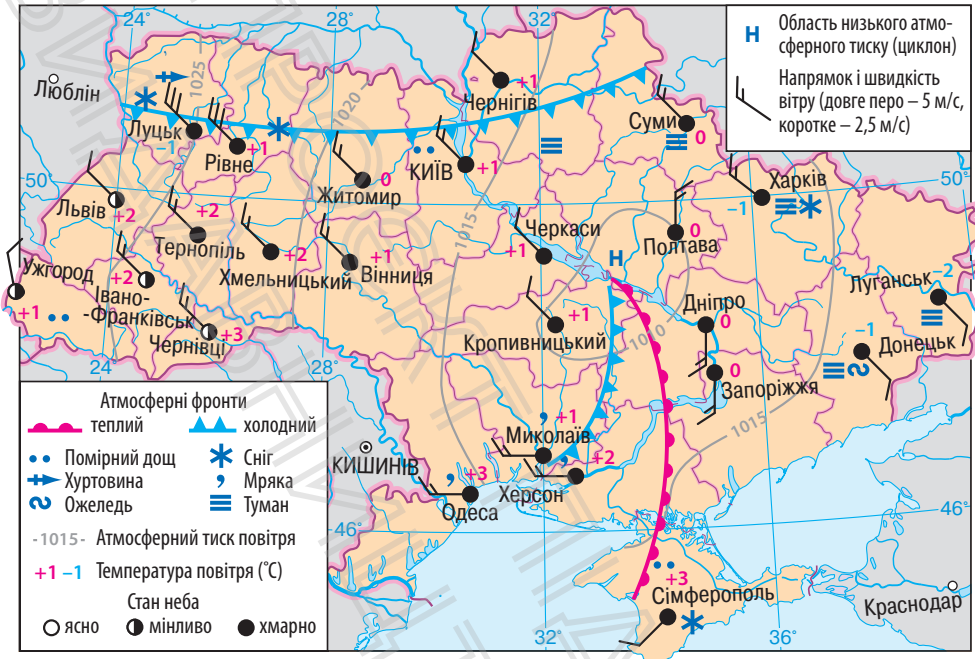 24°
28°
32°
Н Область низького атмо-
сферного тиску (циклон)
Напрямок і швидкість
вітру (довге перо – 5 м/с,
коротке – 2,5 м/с)
1025
1020
Люблін
Чернігів
+1
Луцьк
–1
Рівне
+1
Суми
0
50°
Житомир
0
КИЇВ
+1
Харків
–1
50°
Львів
+2
Тернопіль
+2
Хмельницький
+2
Вінниця
+1
1015
Черкаси
+1
Полтава
0
Н
Ужгород
+1
+2
Івано-
-Франківськ
Чернівці
+3
Кропивницький
1010
Дніпро
0
Луганськ
–2
–1
Донецьк
Запоріжжя
0
24°
28°
1015
Атмосферні фронти
теплий
холодний
Помірний дощ
Сніг
Хуртовина
Мряка
Ожеледь
Туман
-1015- Атмосферний тиск повітря
+1 –1 Температура повітря (°С)
Стан неба
ясно
мінливо
хмарно
КИШИНІВ
+1
Миколаїв
+2
Херсон
+3
Одеса
46°
46°
+3
Сімферополь
Краснодар
32°
36°